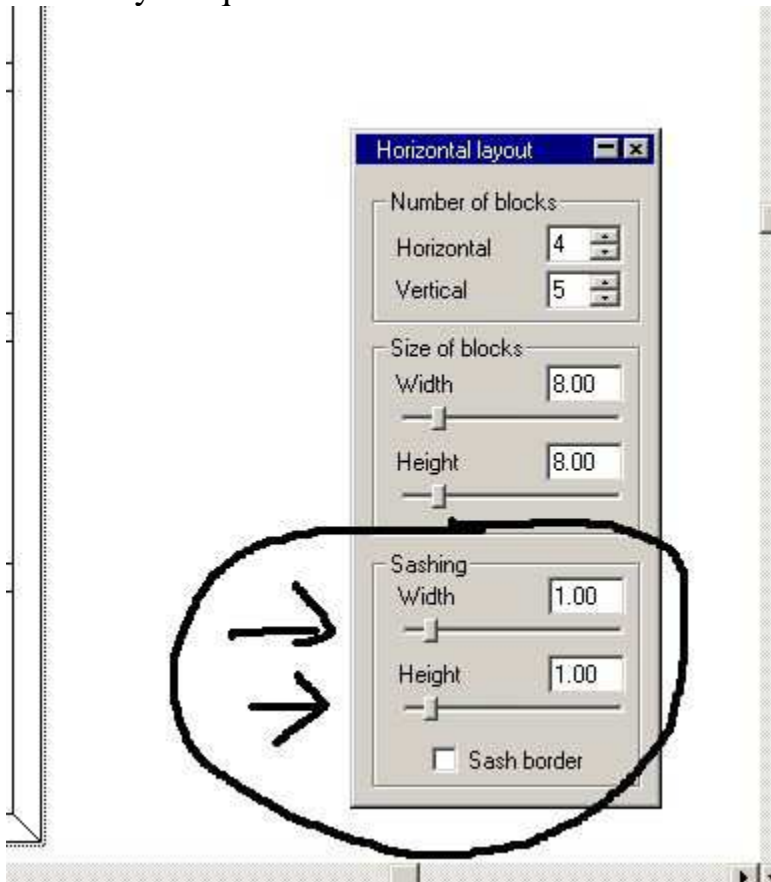 Horizontal layout
Number of blocks
Horizontal 4
Vertical 5
Size of blocks
Width 8.00
Height 8.00
Sashing
Width 1.00
Height 1.00
Sash border